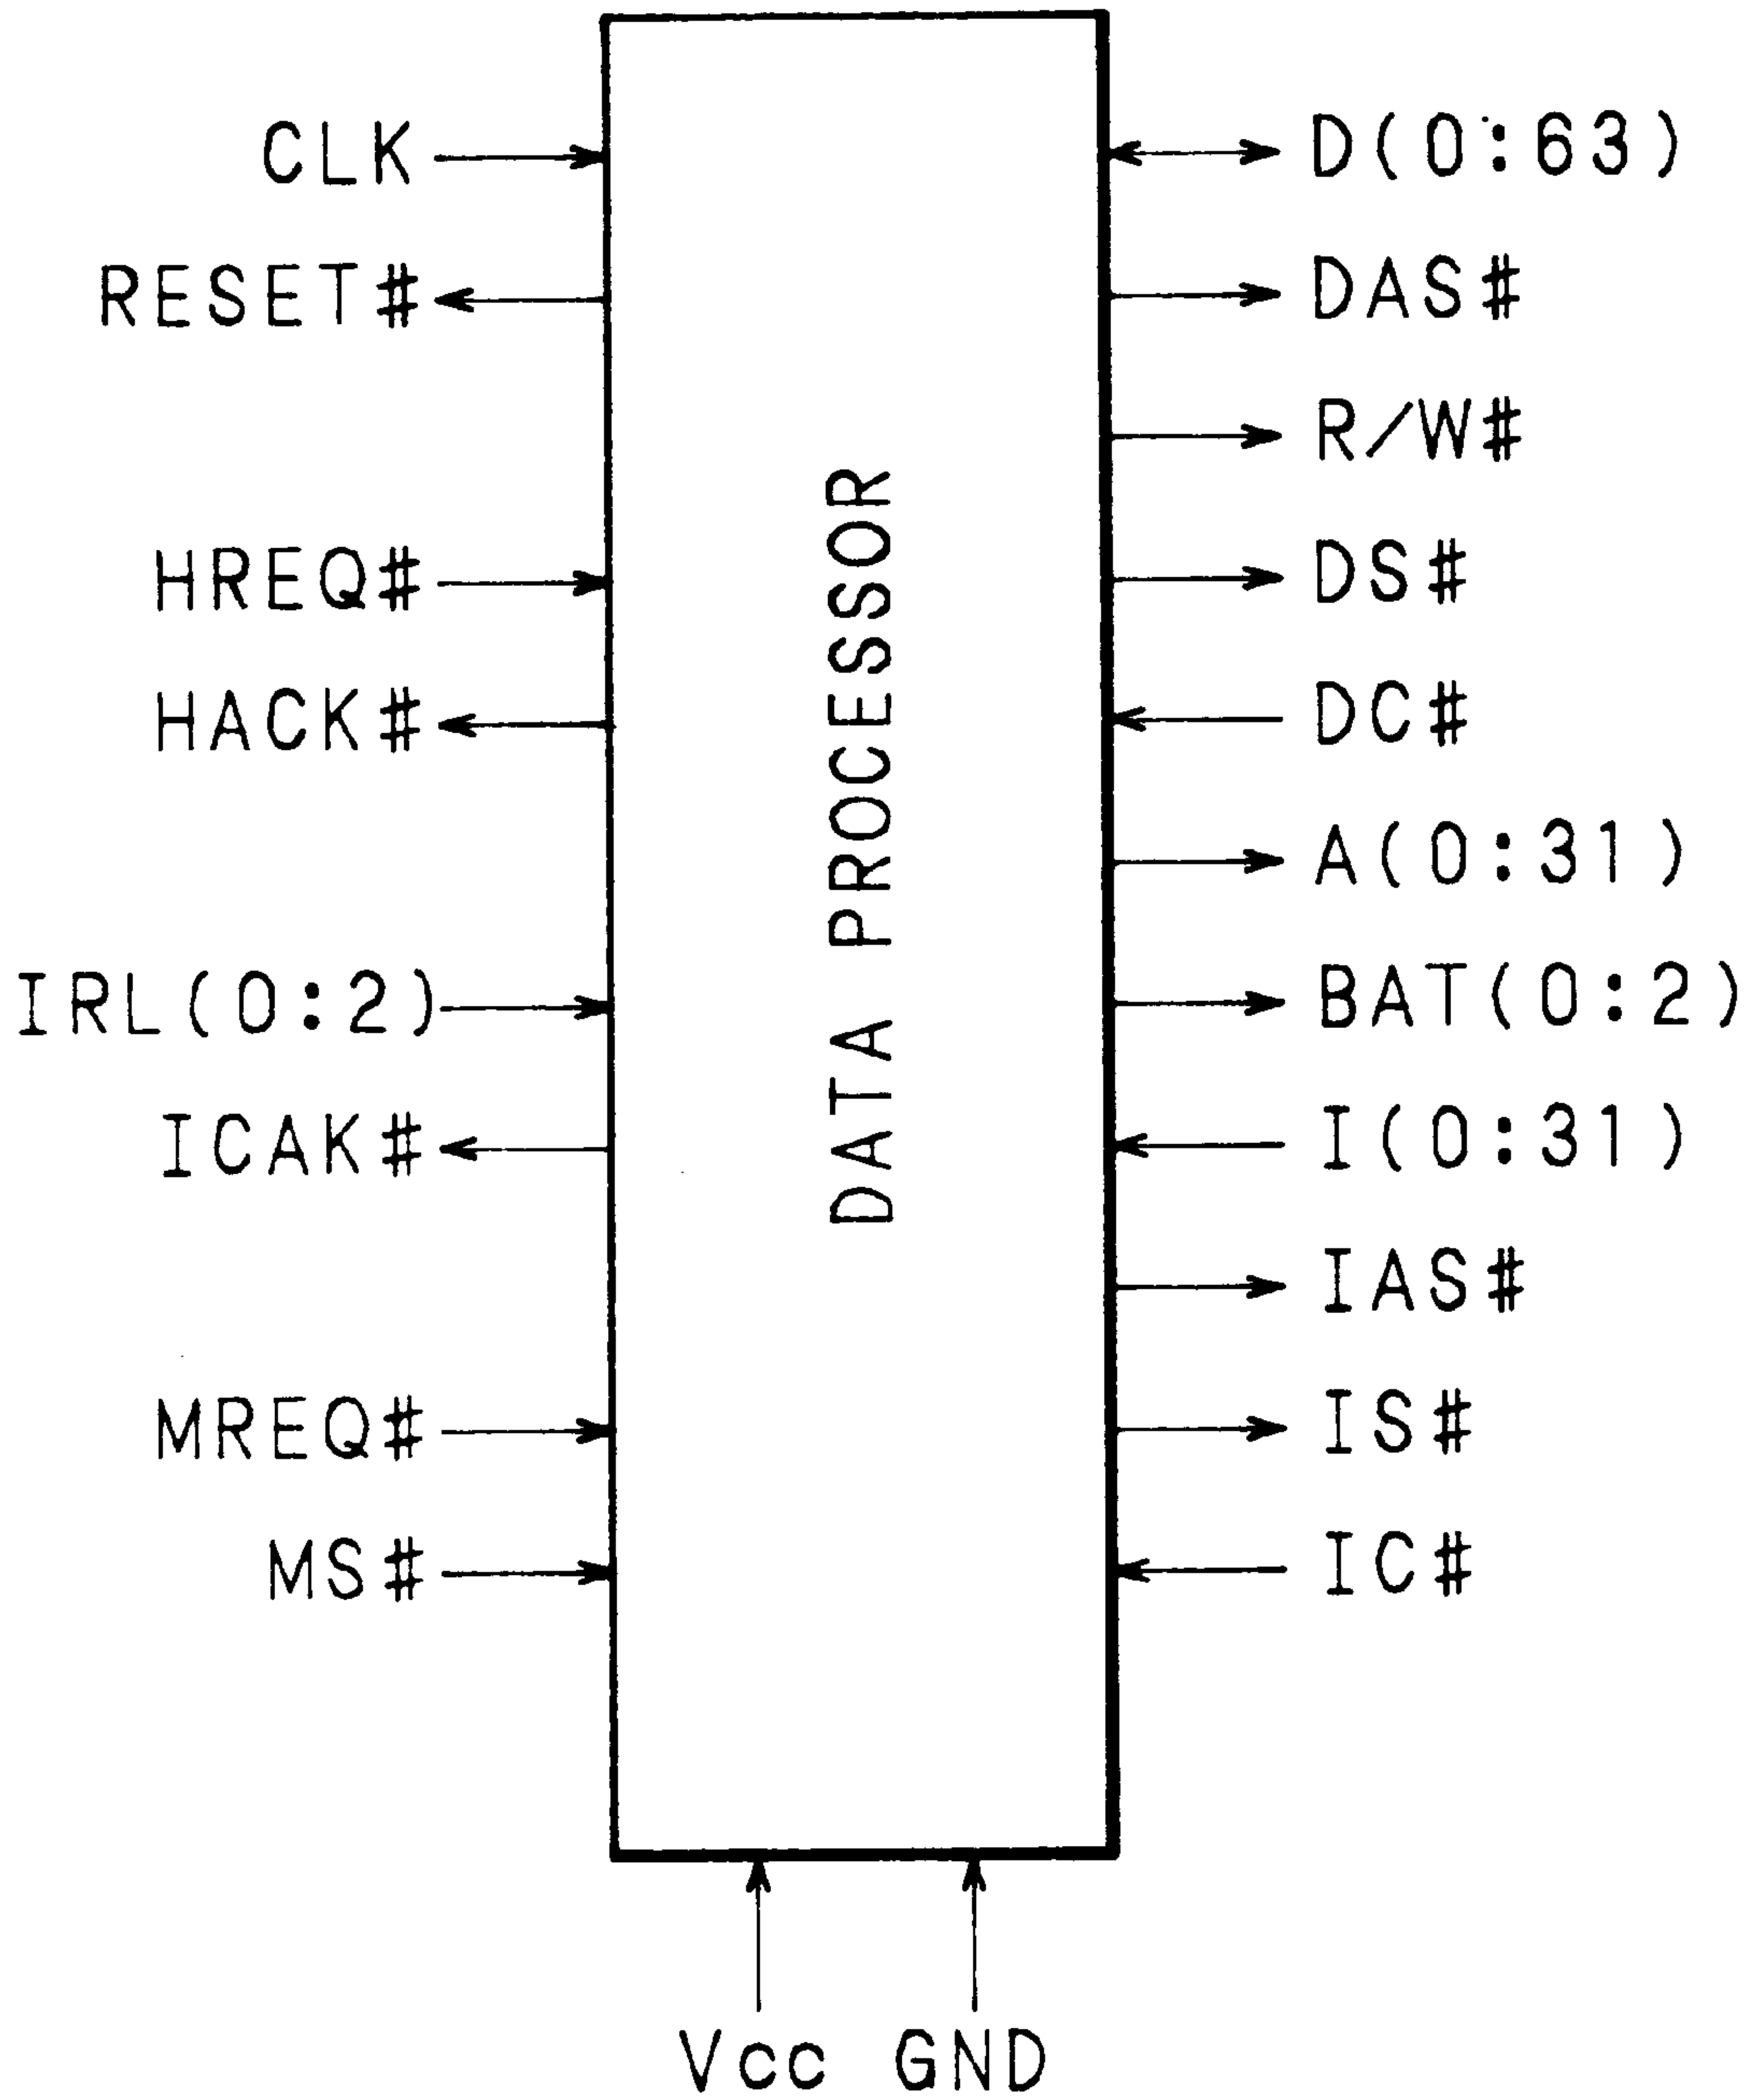 CLK
RESET#
HREQ#
HACK#
IRL(0:2)
ICAK#
MREQ#
MS#
DATA PROCESSOR
D(0:63)
DAS#
R/W#
DS#
DC#
A(0:31)
BAT(0:2)
I(0:31)
IAS#
IS#
IC#
Vcc GND